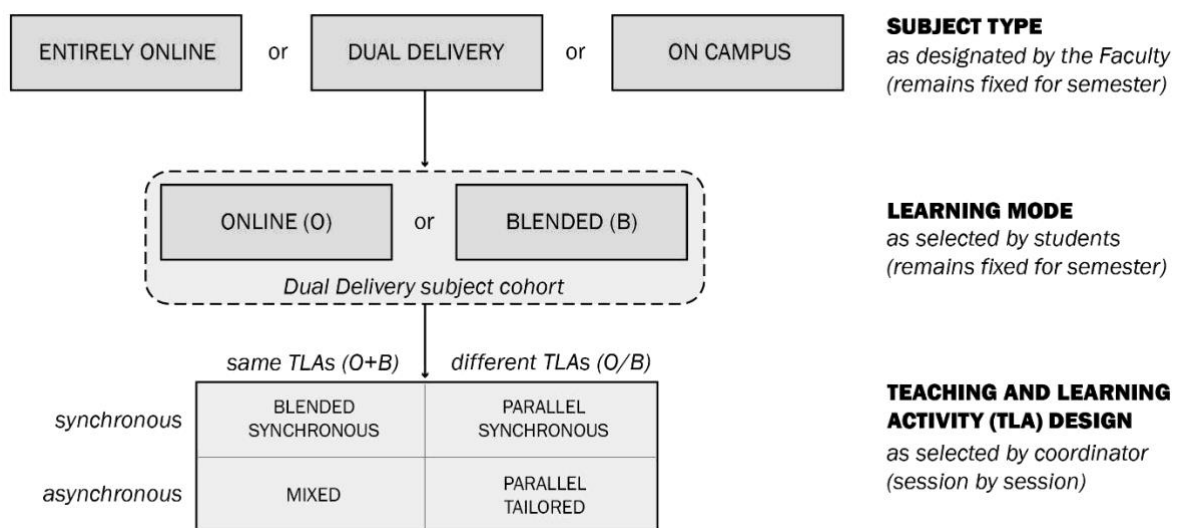 ENTIRELY ONLINE or DUAL DELIVERY or ON CAMPUS
SUBJECT TYPE
as designated by the Faculty
(remains fixed for semester)
ONLINE (O) or BLENDED (B)
Dual Delivery subject cohort
LEARNING MODE
as selected by students
(remains fixed for semester)
same TLAs (O+B) different TLAs (O/B)
synchronous
BLENDED
SYNCHRONOUS
PARALLEL
SYNCHRONOUS
asynchronous
MIXED
PARALLEL
TAILORED
TEACHING AND LEARNING
ACTIVITY (TLA) DESIGN
as selected by coordinator
(session by session)